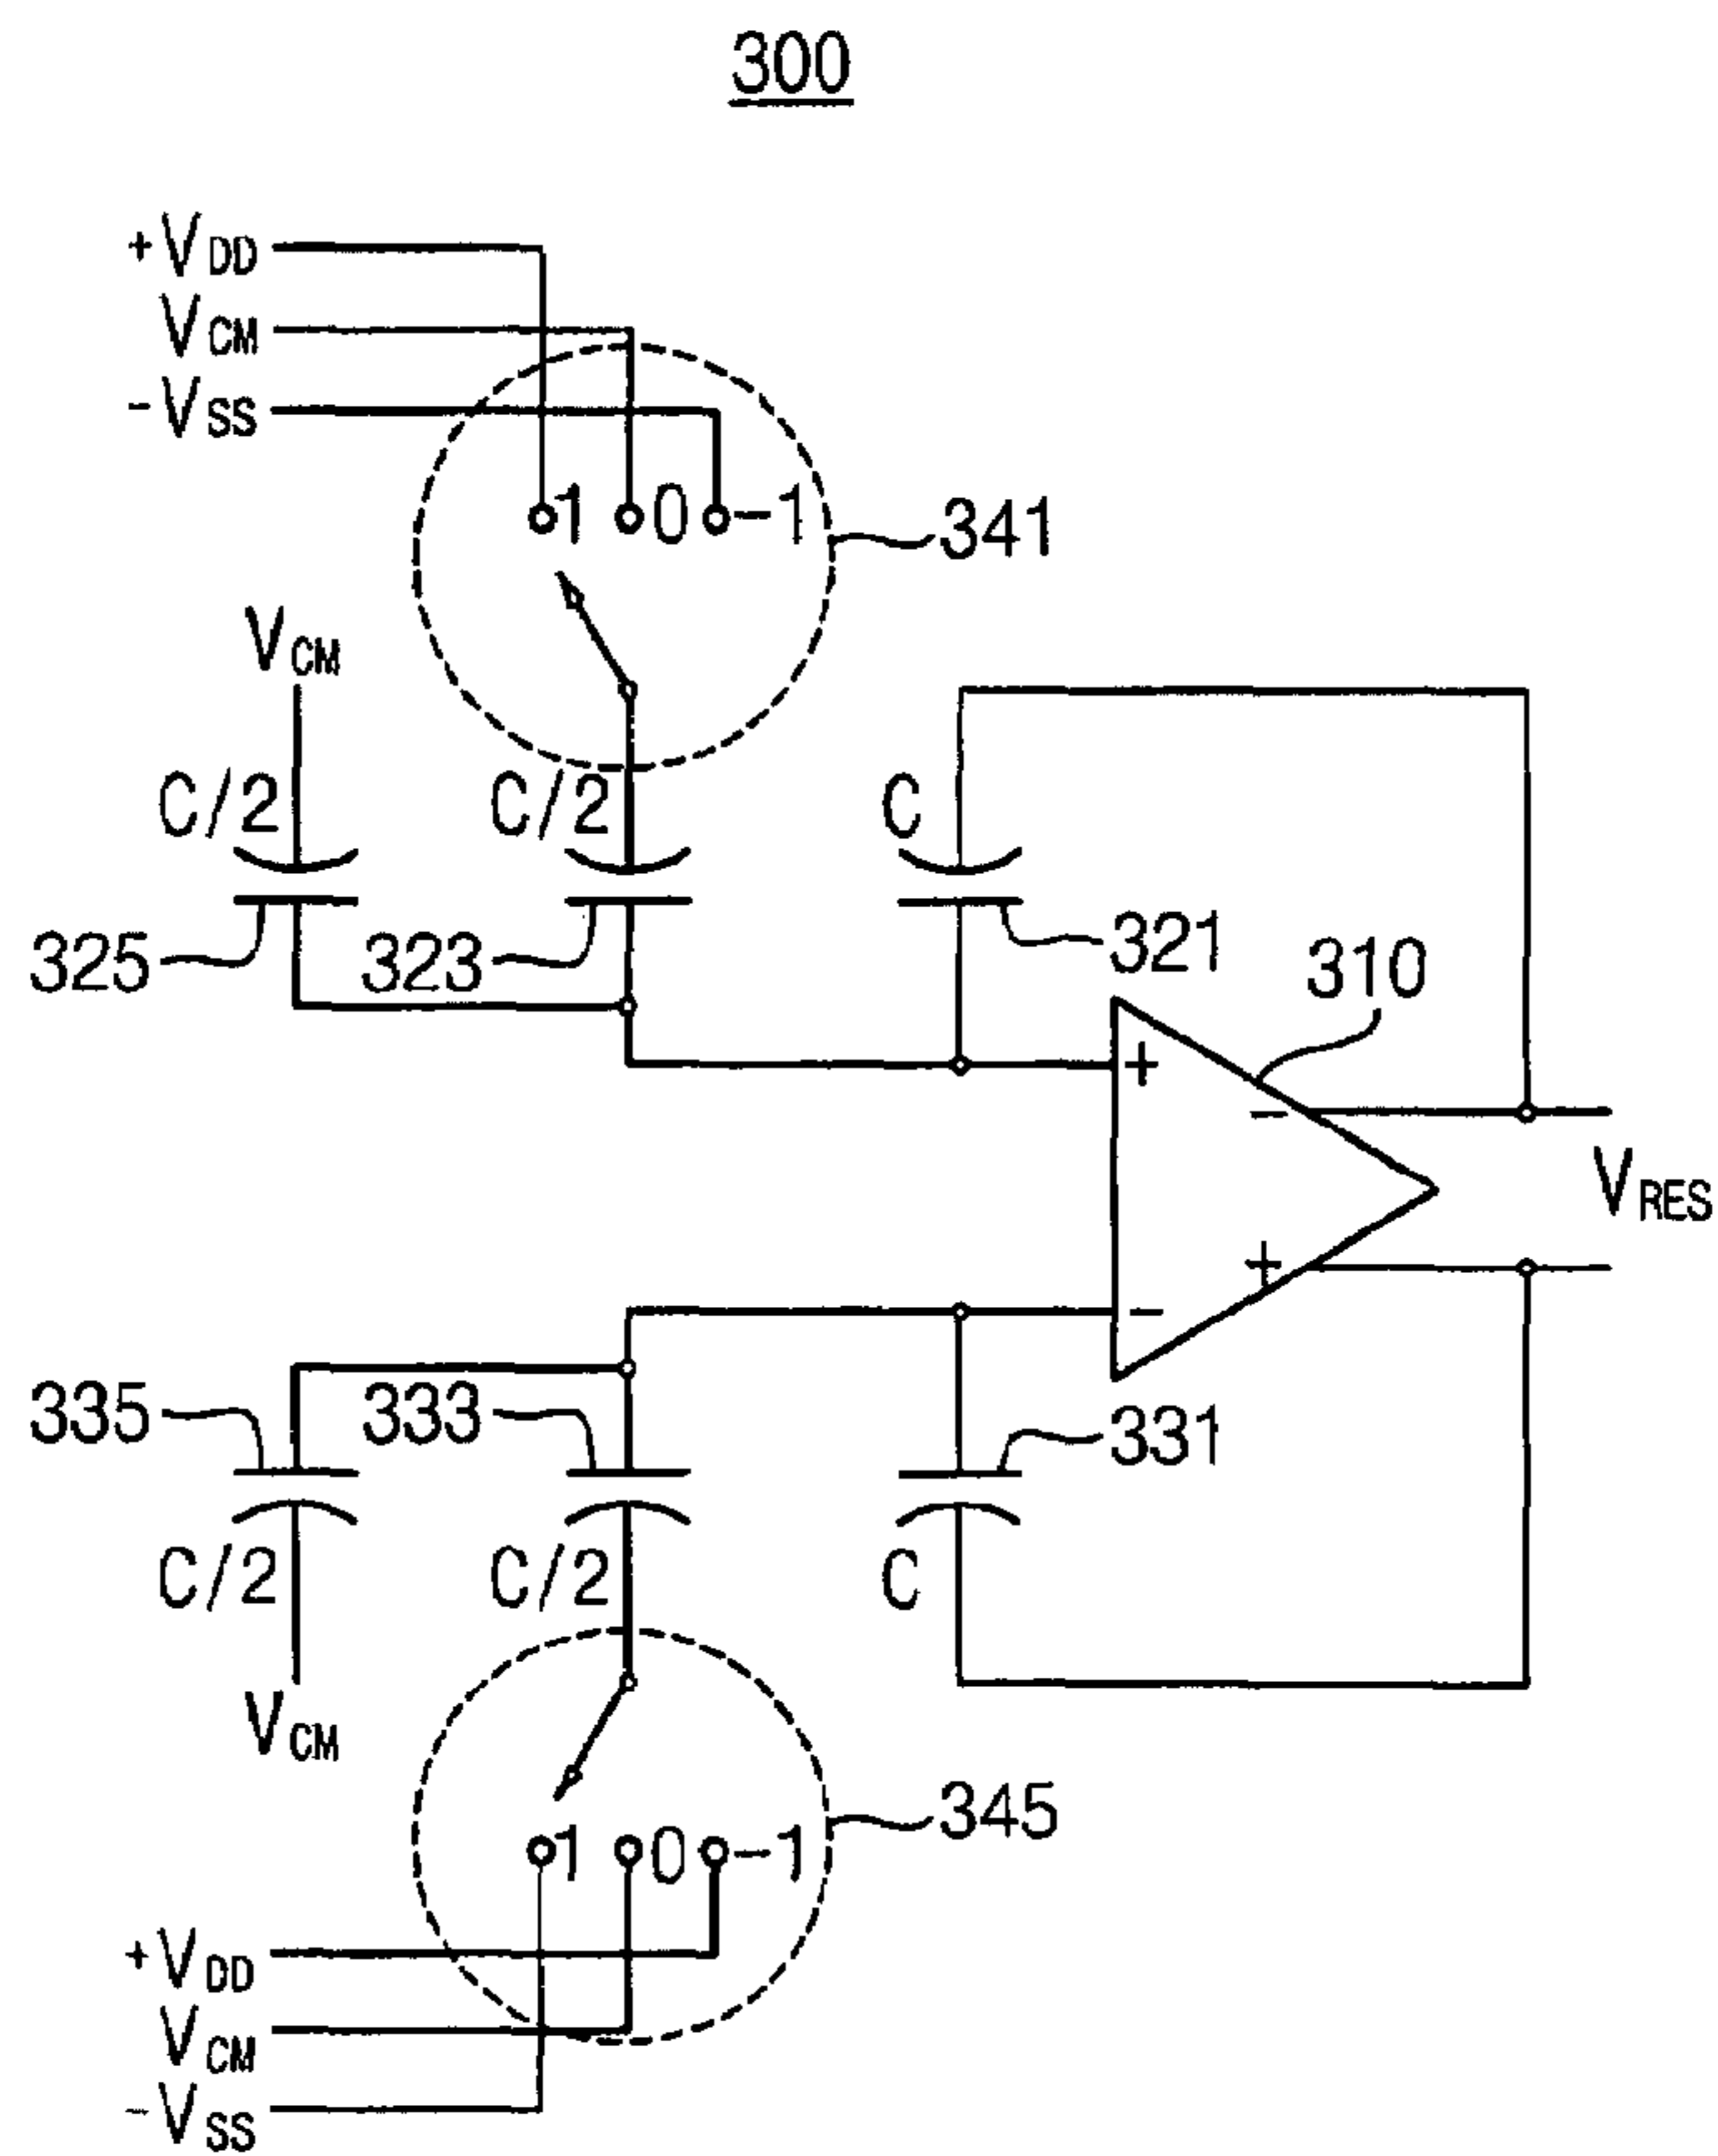 300
+VDD
VCM
-VSS
1 0 -1
341
VCM
C/2 C/2 C
325 323 321
310
+
-
VRES
+
-
335 333 331
C/2 C/2 C
VCM
345
1 0 -1
+VDD
VCM
-VSS